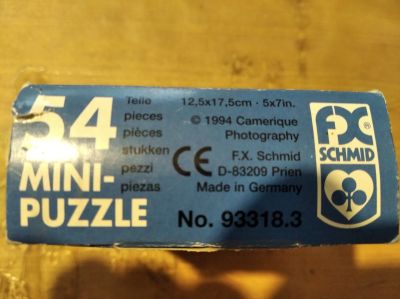 54
MINI-
PUZZLE
Teile
pieces
pièces
stukken
pezzi
piezas
12,5x17,5cm · 5x7in.
© 1994 Camerique
Photography
CE
F.X. Schmid
D-83209 Prien
Made in Germany
No. 93318.3
FX
SCHMID